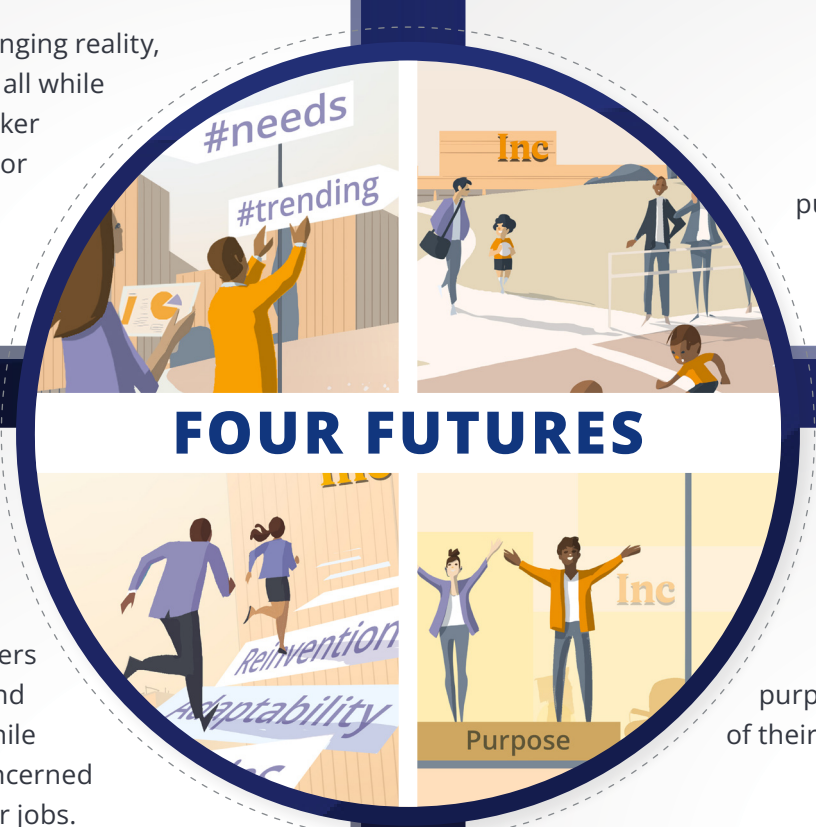 nging reality,
all while
ker
or
#needs
#trending
Inc
pu
FOUR FUTURES
Inc
Reinvention
Adaptability
Inc
Purpose
ers
nd
hile
ncerned
r jobs.
purp
of their